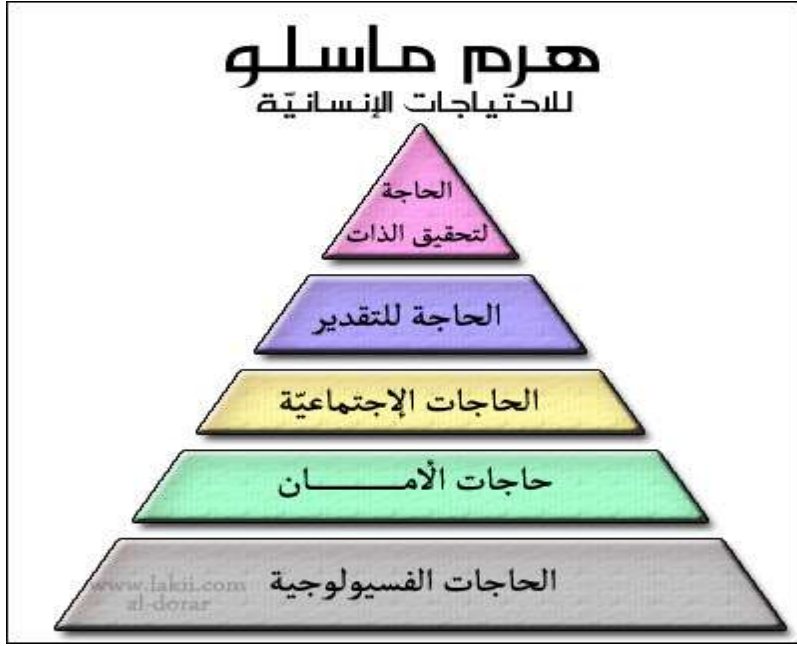 هرم ماسلو
للاحتياجات الإنسانيّة
الحاجة
لتحقيق الذات
الحاجة للتقدير
الحاجات الإجتماعيّة
حاجات الأمـــــــان
الحاجات الفسيولوجية
www.lakii.com
al-dorar